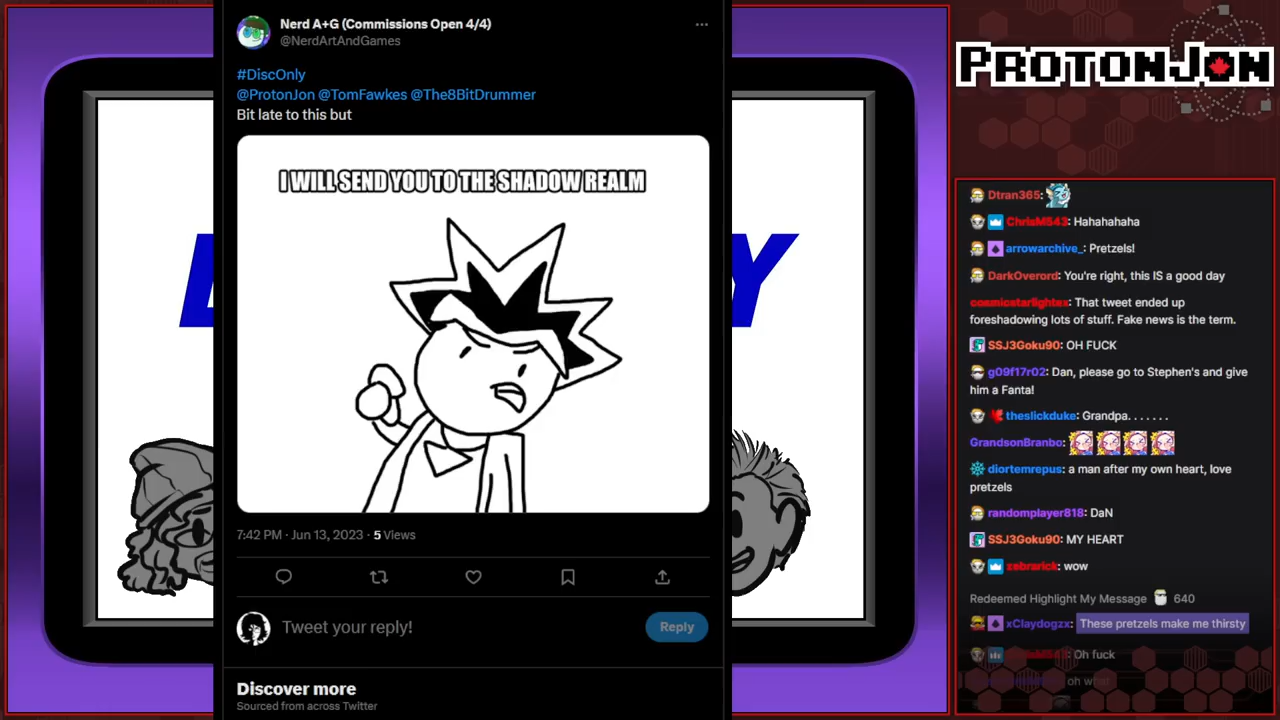 Nerd A+G (Commissions Open 4/4)
@NerdArtAndGames
#DiscOnly
@ProtonJon @TomFawkes @The8BitDrummer
Bit late to this but
I WILL SEND YOU TO THE SHADOW REALM
7:42 PM · Jun 13, 2023 · 5 Views
Tweet your reply!
Reply
Discover more
Sourced from across Twitter
Y
PROTONJON
Dtran365:
ChrisM543: Hahahahaha
arrowarchive_: Pretzels!
DarkOverord: You're right, this IS a good day
cosmicstarlightex: That tweet ended up
foreshadowing lots of stuff. Fake news is the term.
SSJ3Goku90: OH FUCK
g09f17r02: Dan, please go to Stephen's and give
him a Fanta!
theslickduke: Grandpa. . . . . . .
GrandsonBranbo:
diortemrepus: a man after my own heart, love
pretzels
randomplayer818: DaN
SSJ3Goku90: MY HEART
zebrarick: wow
Redeemed Highlight My Message 640
xClaydogzx: These pretzels make me thirsty
Oh fuck
oh what